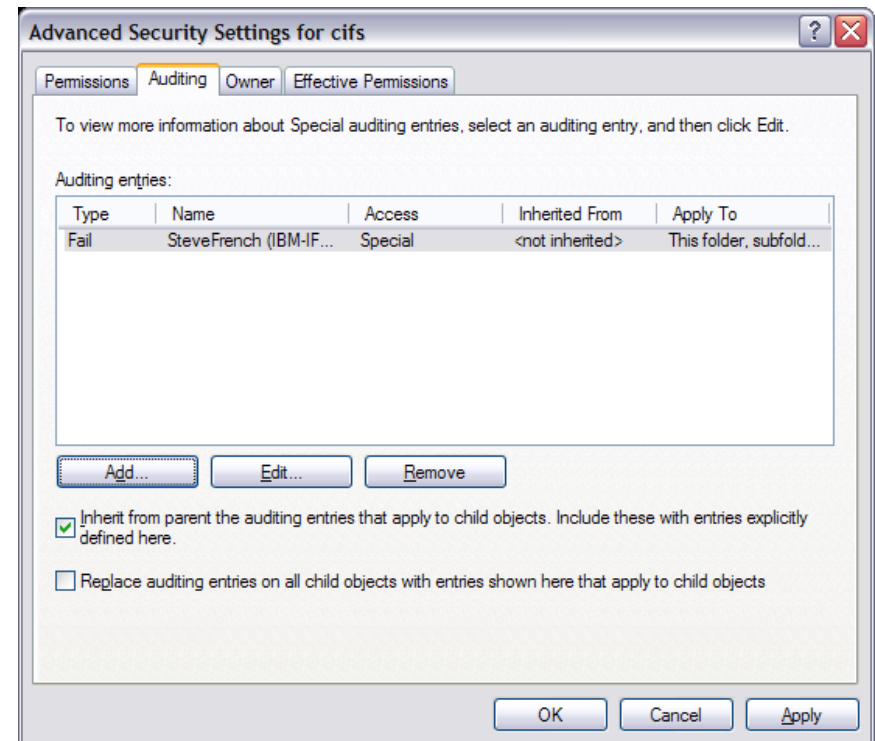 Advanced Security Settings for cifs
?
X
Permissions Auditing Owner Effective Permissions
To view more information about Special auditing entries, select an auditing entry, and then click Edit.
Auditing entries:
Type Name Access Inherited From Apply To
Fail SteveFrench (IBM-IF... Special <not inherited> This folder, subfold...
Add... Edit... Remove
Inherit from parent the auditing entries that apply to child objects. Include these with entries explicitly
defined here.
Replace auditing entries on all child objects with entries shown here that apply to child objects
OK Cancel Apply